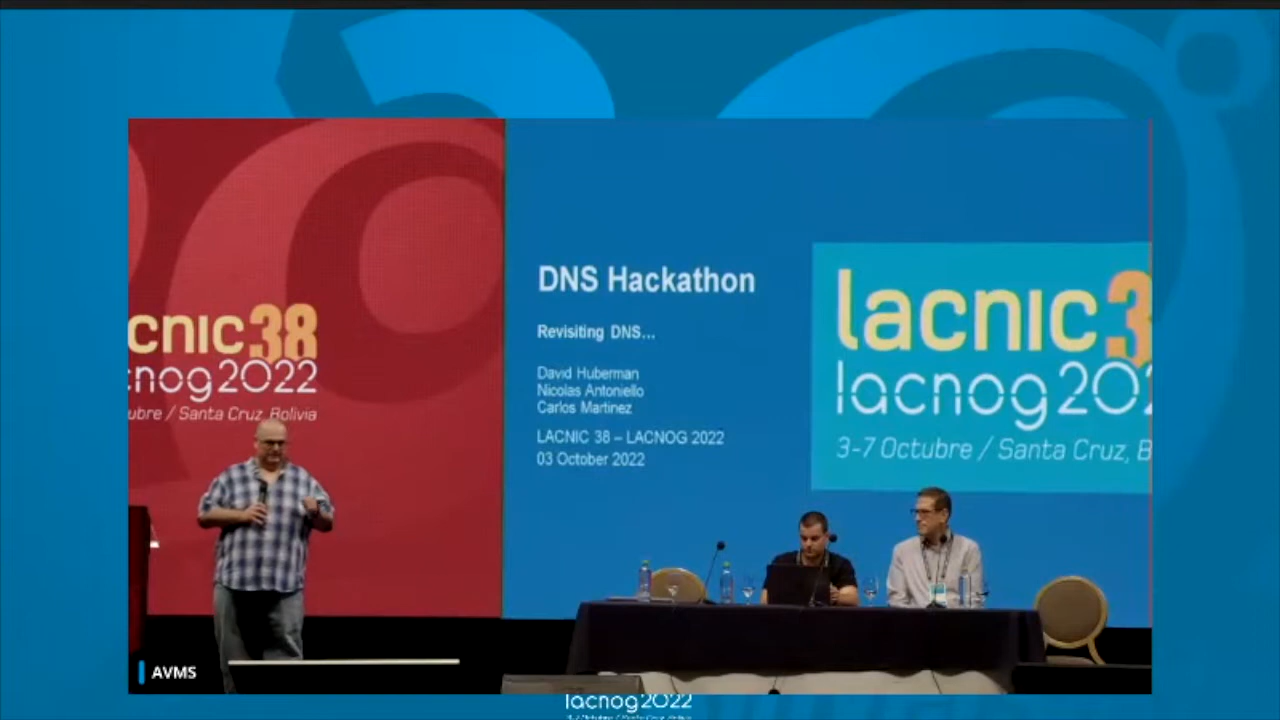 cnic38
cnog2022
ubre / Santa Cruz, Bolivia
DNS Hackathon
Revisiting DNS...
David Huberman
Nicolas Antoniello
Carlos Martinez
LACNIC 38 – LACNOG 2022
03 October 2022
lacnic3
lacnog202
3-7 Octubre / Santa Cruz, B
AVMS
lacnog2022